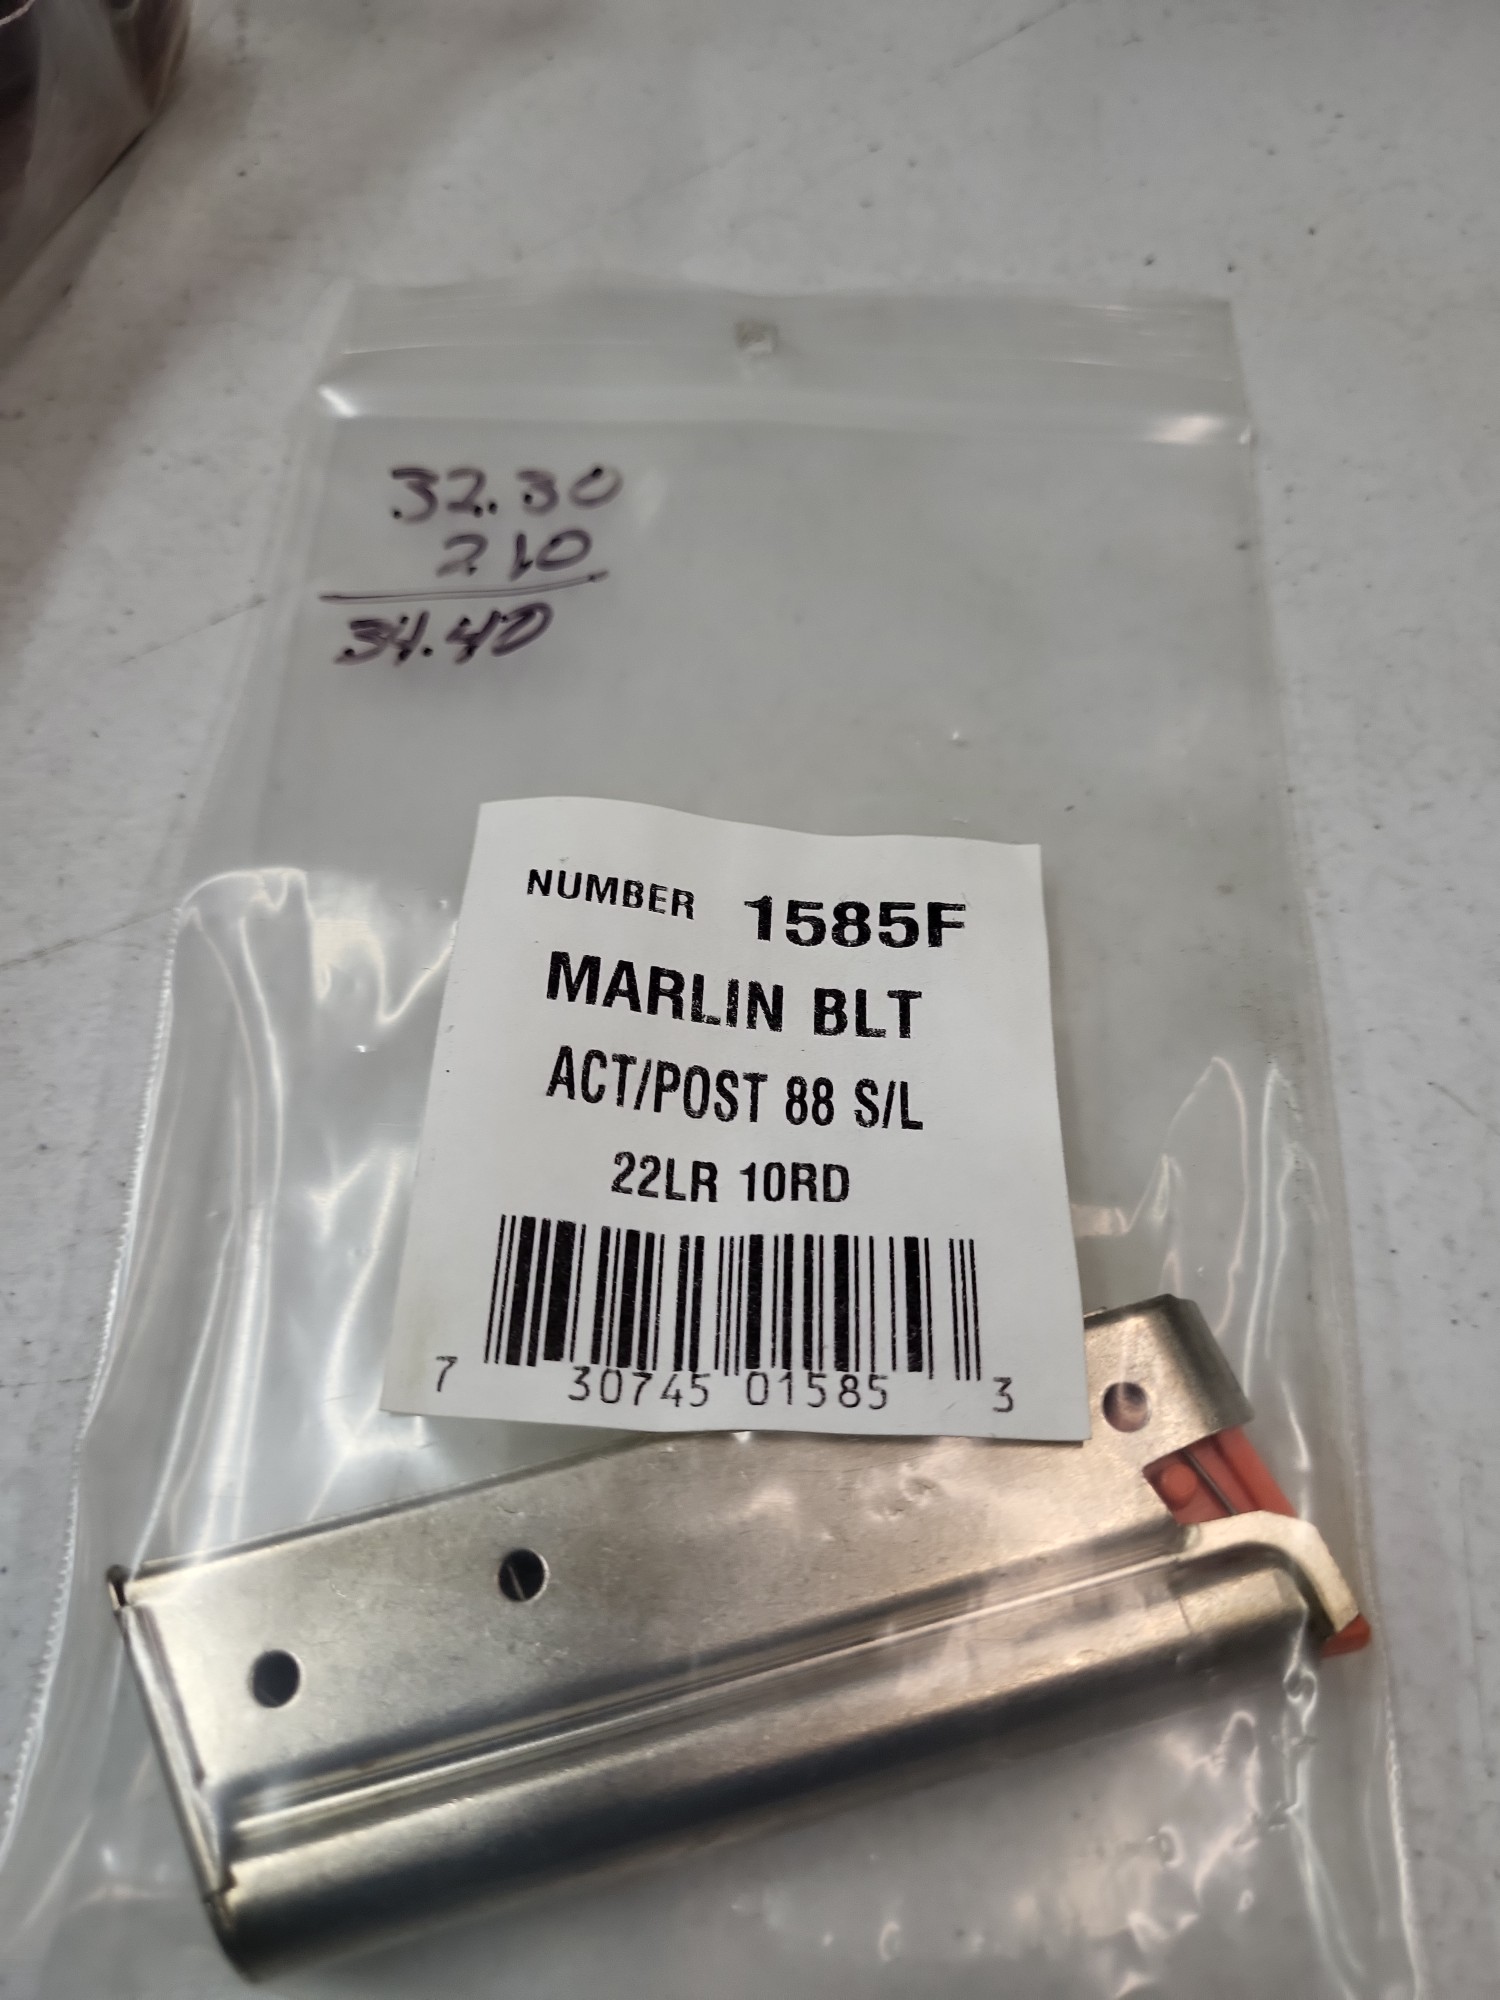 32.30
2.10
34.40
NUMBER 1585F
MARLIN BLT
ACT/POST 88 S/L
22LR 10RD
7 30745 01585 3